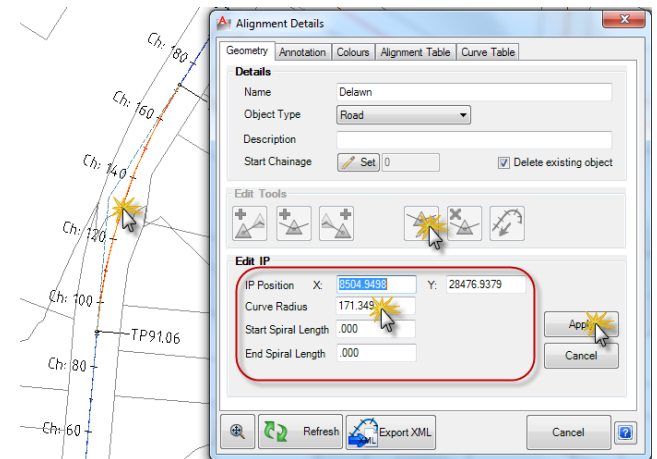 Alignment Details
Geometry Annotation Colours Alignment Table Curve Table
Details
Name Delawn
Object Type Road
Description
Start Chainage Set 0 Delete existing object
Edit Tools
Edit IP
IP Position X: 8504.9498 Y: 28476.9379
Curve Radius 171.349
Start Spiral Length .000
End Spiral Length .000
Cancel
Refresh Export XML Cancel
Ch: 180
Ch: 160
Ch: 140
Ch: 120
Ch: 100
TP91.06
Ch: 80
Ch: 60